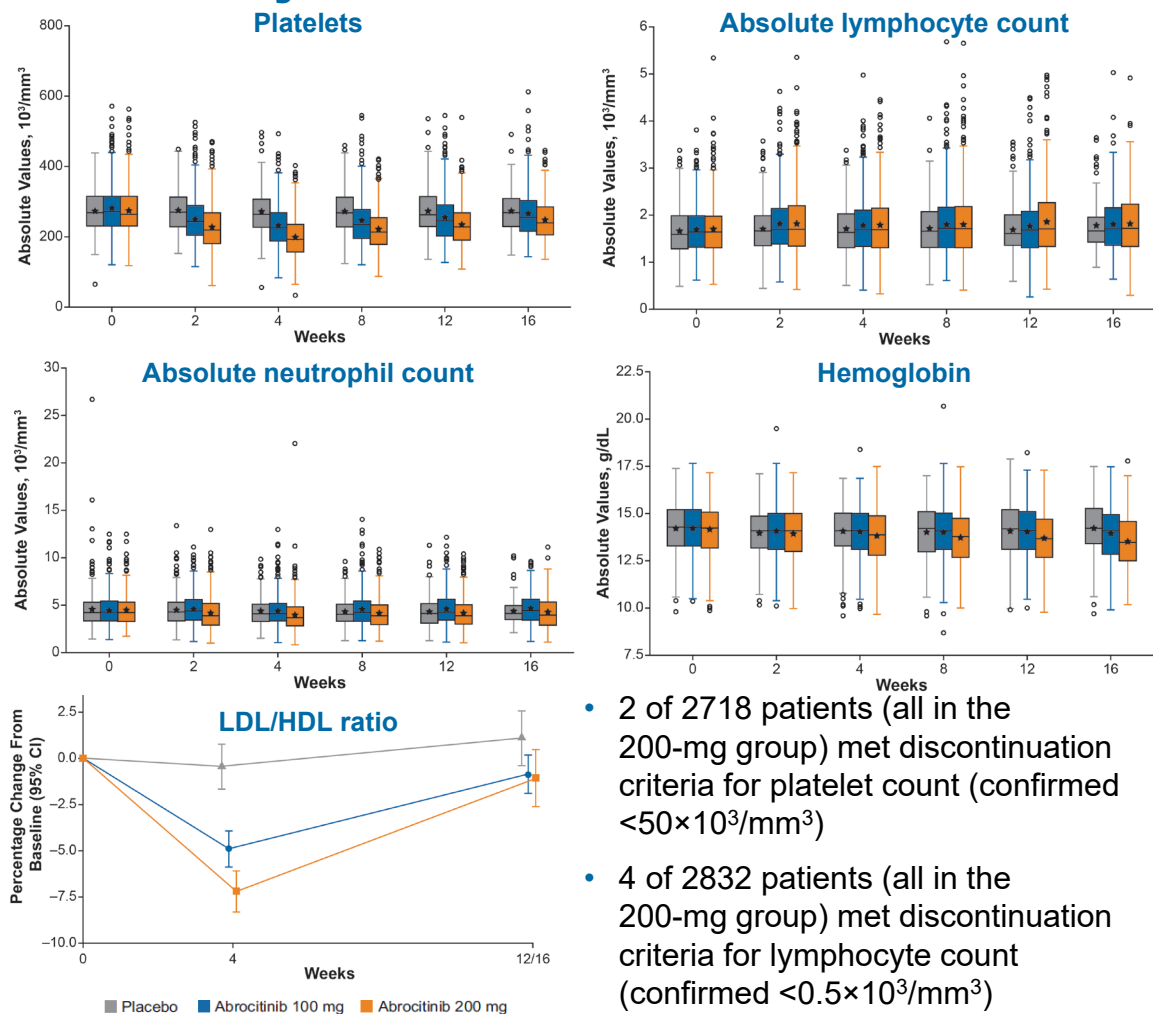 Platelets
Absolute Values, 10³/mm³
800
600
400
200
0
0 2 4 8 12 16
Weeks
Absolute lymphocyte count
Absolute Values, 10³/mm³
6
5
4
3
2
1
0
0 2 4 8 12 16
Weeks
Absolute neutrophil count
Absolute Values, 10³/mm³
30
25
20
15
10
5
0
0 2 4 8 12 16
Weeks
Hemoglobin
Absolute Values, g/dL
22.5
20.0
17.5
15.0
12.5
10.0
7.5
0 2 4 8 12 16
Weeks
LDL/HDL ratio
Percentage Change From
Baseline (95% CI)
2.5
0.0
–2.5
–5.0
–7.5
–10.0
0 4 12/16
Weeks
Placebo Abrocitinib 100 mg Abrocitinib 200 mg
• 2 of 2718 patients (all in the
200-mg group) met discontinuation
criteria for platelet count (confirmed
<50×10³/mm³)
• 4 of 2832 patients (all in the
200-mg group) met discontinuation
criteria for lymphocyte count
(confirmed <0.5×10³/mm³)